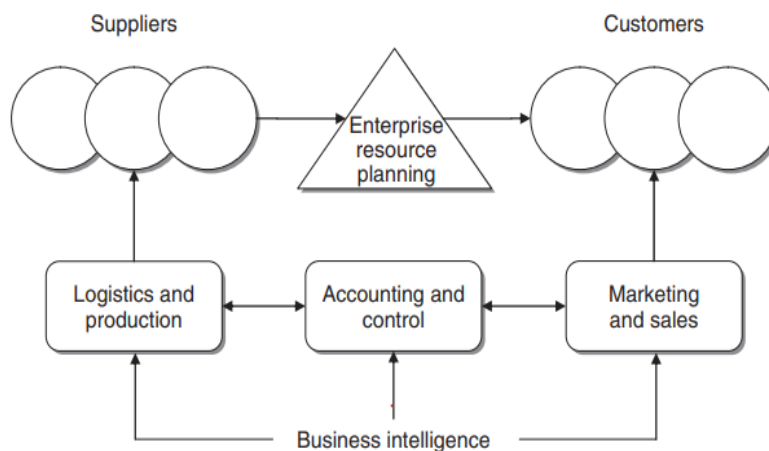 Suppliers
Customers
Enterprise
resource
planning
Logistics and
production
Accounting and
control
Marketing
and sales
Business intelligence